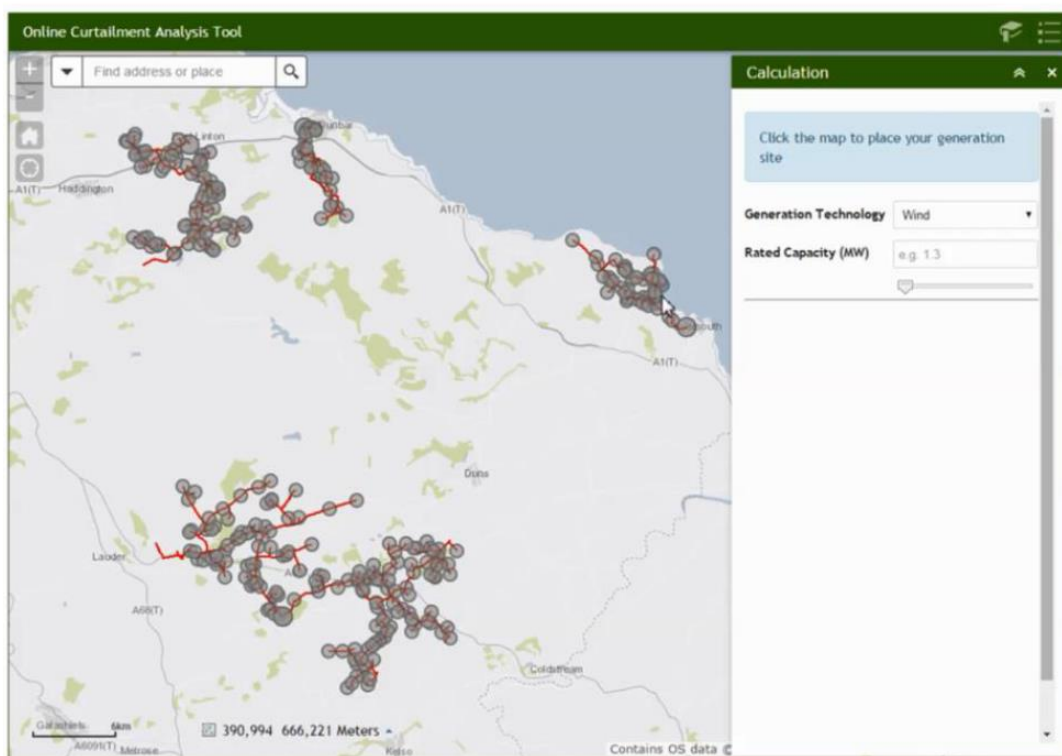 Online Curtailment Analysis Tool
Find address or place
Calculation
Click the map to place your generation
site
Generation Technology
Wind
Rated Capacity (MW)
e.g. 1.3
Linton
A1(T)
Haddington
A1(T)
A1(T)
Duns
Lauder
A68(T)
Coldstream
Galashiels
6km
390,994 666,221 Meters
A6091(T)
Melrose
Kelso
Contains OS data ©